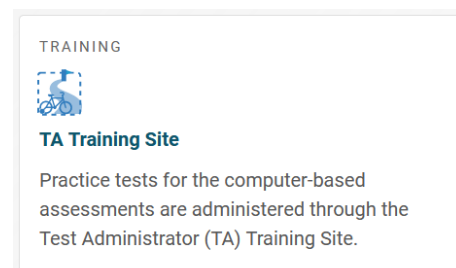 TRAINING
TA Training Site
Practice tests for the computer-based
assessments are administered through the
Test Administrator (TA) Training Site.